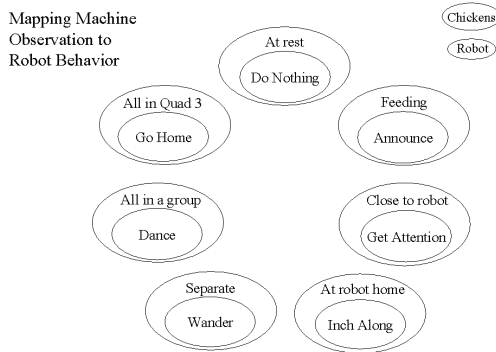 Mapping Machine
Observation to
Robot Behavior
Chickens
Robot
At rest
Do Nothing
All in Quad 3
Go Home
Feeding
Announce
All in a group
Dance
Close to robot
Get Attention
Separate
Wander
At robot home
Inch Along